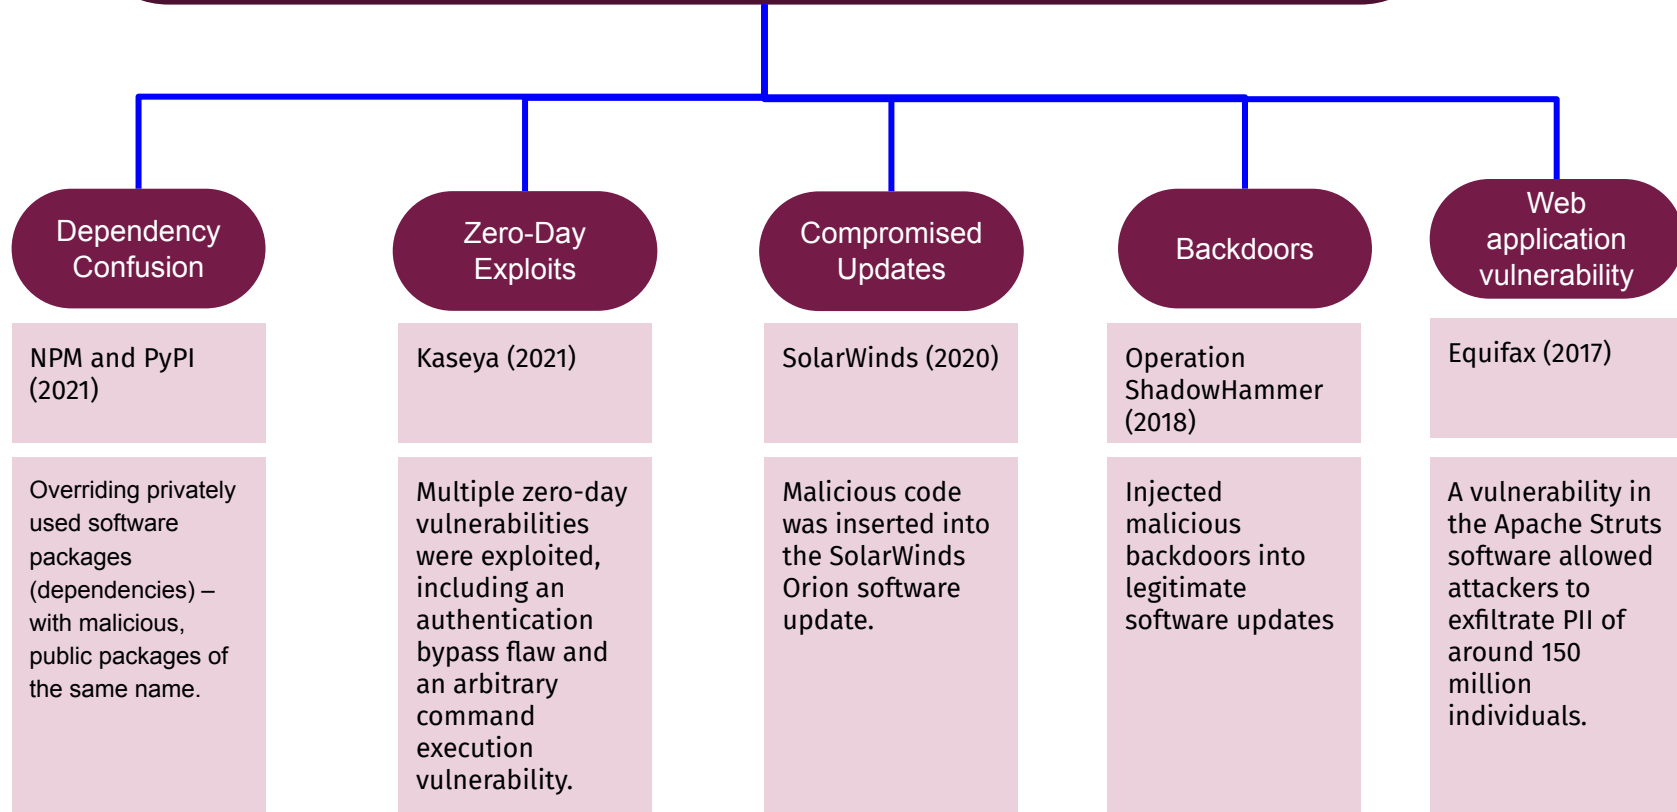 Dependency
Confusion
Zero-Day
Exploits
Compromised
Updates
Backdoors
Web
application
vulnerability
NPM and PyPI
(2021)
Kaseya (2021)
SolarWinds (2020)
Operation
ShadowHammer
(2018)
Equifax (2017)
Overriding privately
used software
packages
(dependencies) –
with malicious,
public packages of
the same name.
Multiple zero-day
vulnerabilities
were exploited,
including an
authentication
bypass flaw and
an arbitrary
command
execution
vulnerability.
Malicious code
was inserted into
the SolarWinds
Orion software
update.
Injected
malicious
backdoors into
legitimate
software updates
A vulnerability in
the Apache Struts
software allowed
attackers to
exfiltrate PII of
around 150
million
individuals.